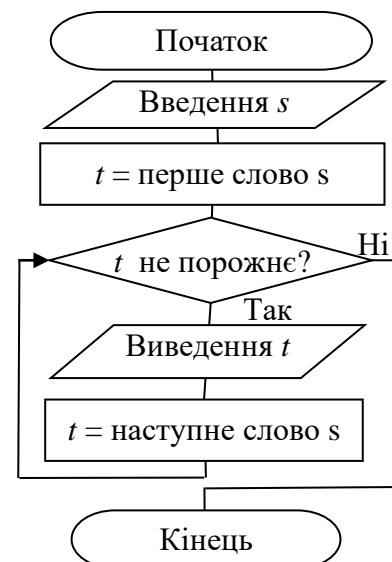 Початок
Введення s
t = перше слово s
t не порожнє?
Ні
Так
Виведення t
t = наступне слово s
Кінець